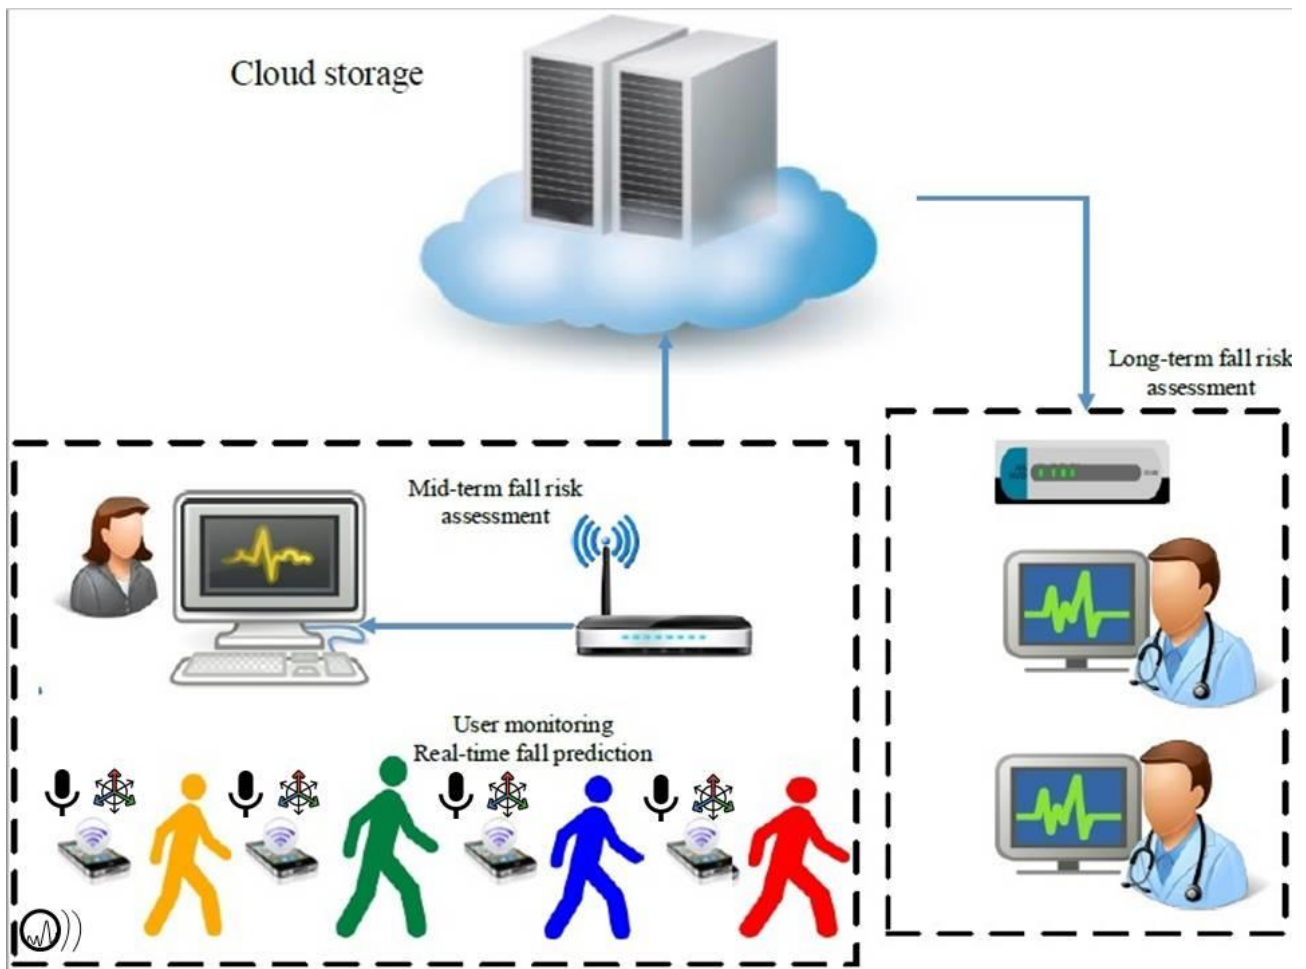 Cloud storage
Long-term fall risk
assessment
Mid-term fall risk
assessment
User monitoring
Real-time fall prediction